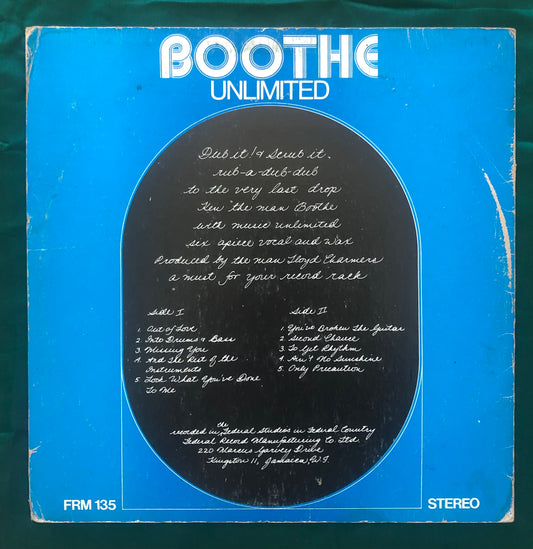 BOOTHE
UNLIMITED
Dub it! & Scrub it.
rub-a-dub-dub
to the very last drop
Ken "the man" Boothe
with music unlimited
six apiece vocal and wax
Produced by the man Lloyd Charmers
a must for your record rack
Side I
1. Out of Love
2. Into Drums & Bass
3. Missing You
4. And The Rest of the
Instruments
5. Look What You've Done
To Me
Side II
1. You've Broken The Guitar
2. Second Chance
3. To Get Rhythm
4. Ain't No Sunshine
5. Only Precaution
the
recorded in, Federal Studios in Federal Country
Federal Record Manufacturing Co Ltd.
220 Marcus Garvey Drive
Kingston 11, Jamaica, W.I.
FRM 135
STEREO